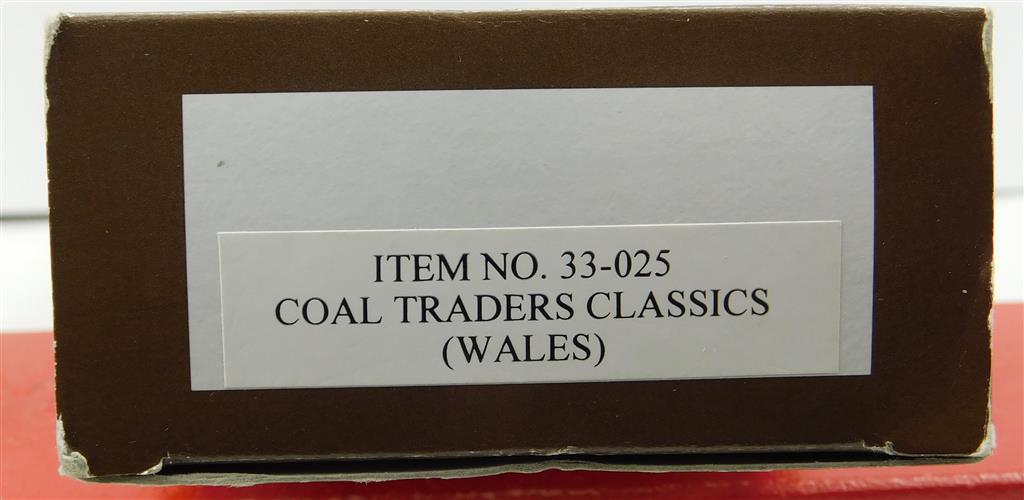 ITEM NO. 33-025
COAL TRADERS CLASSICS
(WALES)